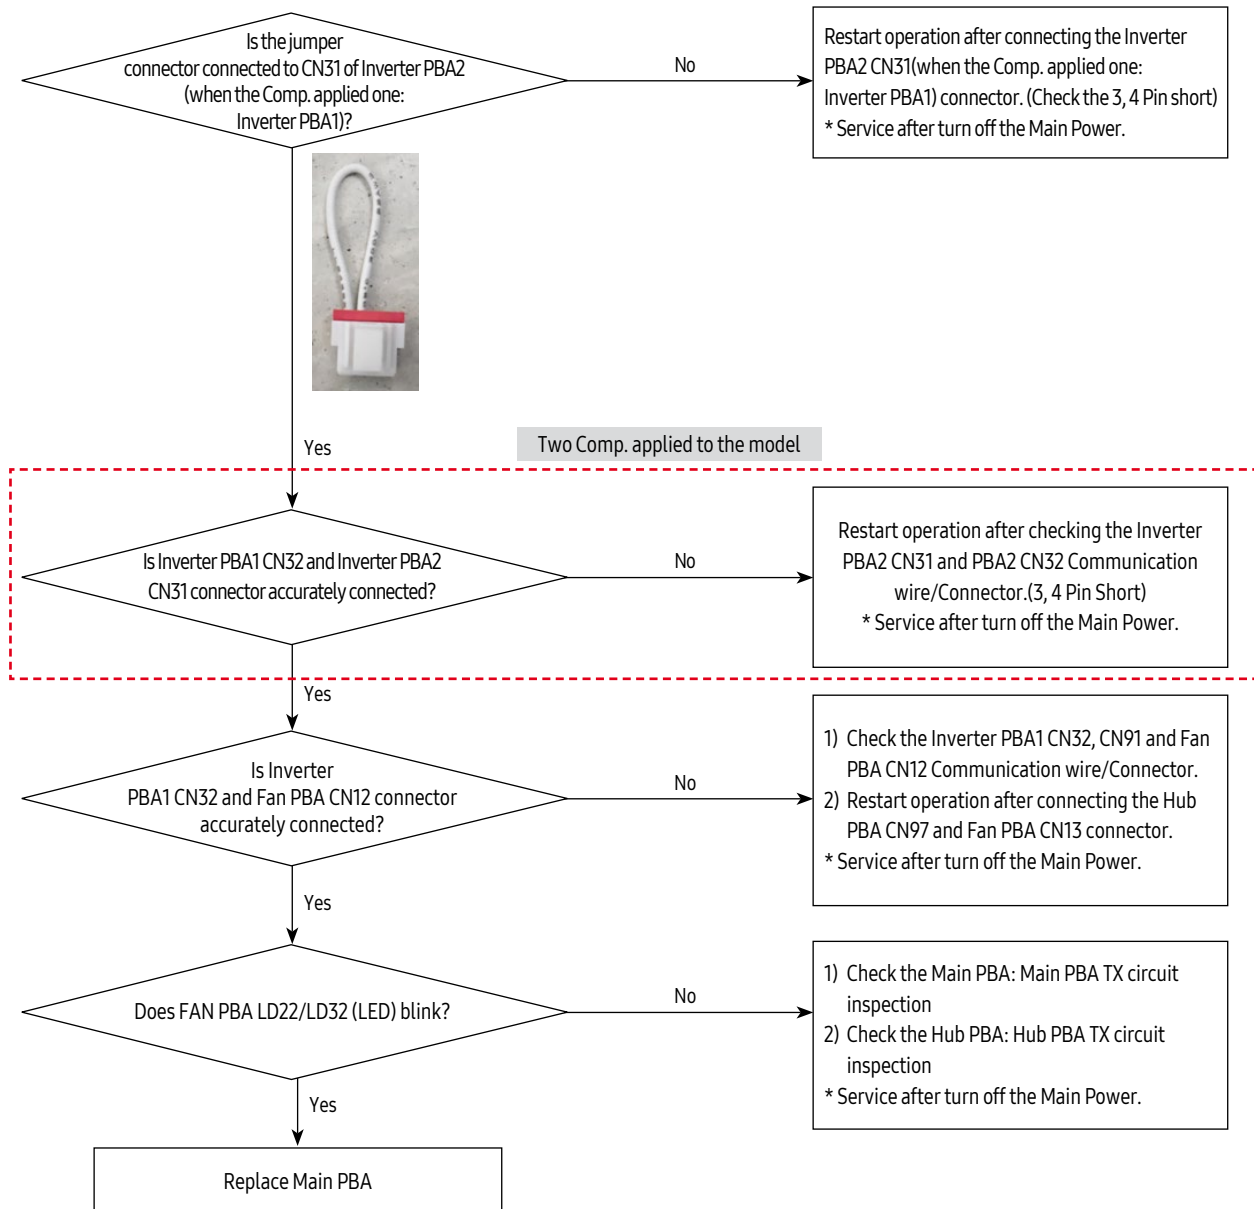 Is the jumper
connector connected to CN31 of Inverter PBA2
(when the Comp. applied one:
Inverter PBA1)?
No
Restart operation after connecting the Inverter
PBA2 CN31(when the Comp. applied one:
Inverter PBA1) connector. (Check the 3, 4 Pin short)
* Service after turn off the Main Power.
Yes
Two Comp. applied to the model
Is Inverter PBA1 CN32 and Inverter PBA2
CN31 connector accurately connected?
No
Restart operation after checking the Inverter
PBA2 CN31 and PBA2 CN32 Communication
wire/Connector.(3, 4 Pin Short)
* Service after turn off the Main Power.
Yes
Is Inverter
PBA1 CN32 and Fan PBA CN12 connector
accurately connected?
No
1) Check the Inverter PBA1 CN32, CN91 and Fan
PBA CN12 Communication wire/Connector.
2) Restart operation after connecting the Hub
PBA CN97 and Fan PBA CN13 connector.
* Service after turn off the Main Power.
Yes
Does FAN PBA LD22/LD32 (LED) blink?
No
1) Check the Main PBA: Main PBA TX circuit
inspection
2) Check the Hub PBA: Hub PBA TX circuit
inspection
* Service after turn off the Main Power.
Yes
Replace Main PBA